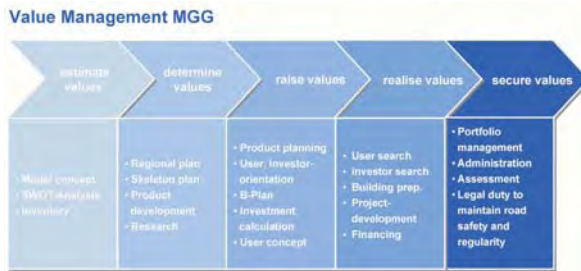 Value Management MGG
estimate
values
determine
values
raise values
realise values
secure values
• Model concept
• SWOT-Analysis
• Inventory
• Regional plan
• Skeleton plan
• Product
development
• Research
• Product planning
• User, Investor-
orientation
• B-Plan
• Investment
calculation
• User concept
• User search
• Investor search
• Building prep.
• Project-
development
• Financing
• Portfolio
management
• Administration
• Assessment
• Legal duty to
maintain road
safety and
regularity